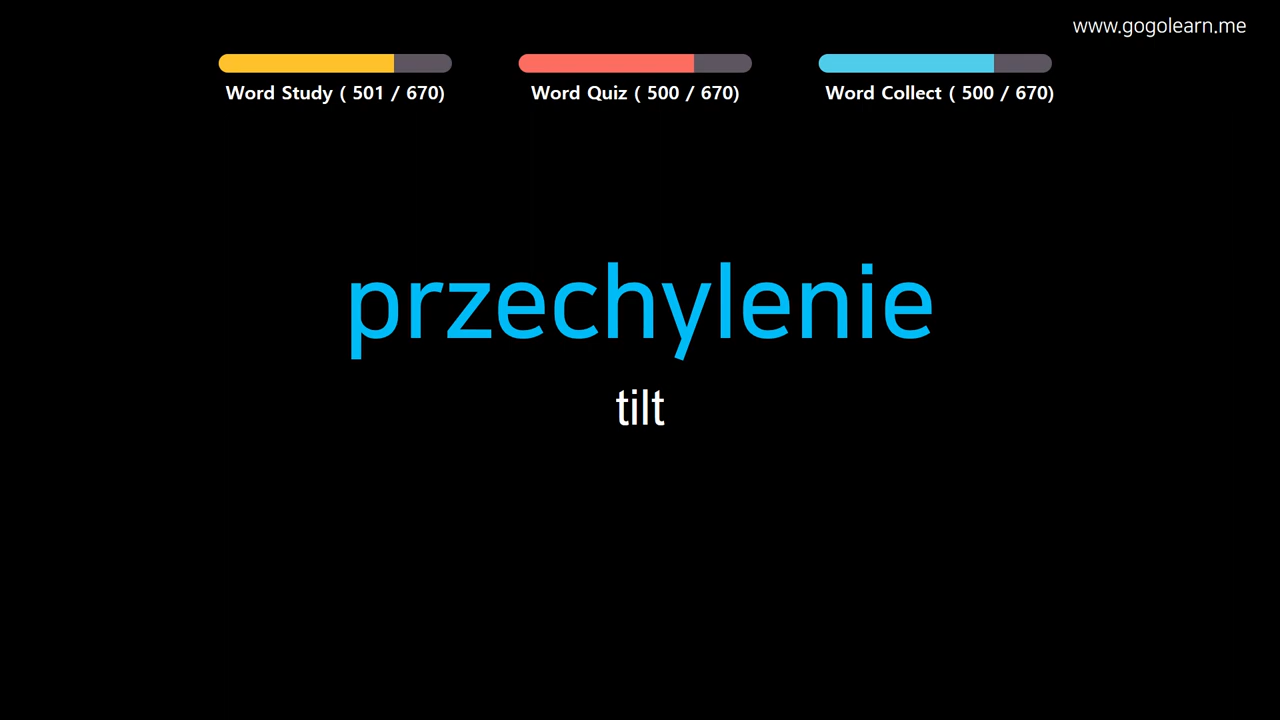 www.gogolearn.me
Word Study ( 501 / 670)
Word Quiz ( 500 / 670)
Word Collect ( 500 / 670)
przechylenie
tilt